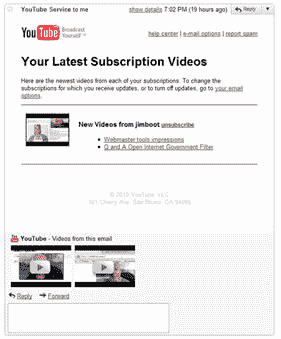 YouTube Service to me show details 7:02 PM (19 hours ago) Reply
YouTube Broadcast Yourself™
help center | e-mail options | report spam
Your Latest Subscription Videos
Here are the newest videos from each of your subscriptions. To change the
subscriptions for which you receive updates, or to turn off updates, go to your email
options.
New Videos from jimboot unsubscribe
Webmaster tools impressions
Q and A Open Internet Government Filter
© 2010 YouTube, LLC
901 Cherry Ave, San Bruno, CA 94066
YouTube - Videos from this email
Reply Forward